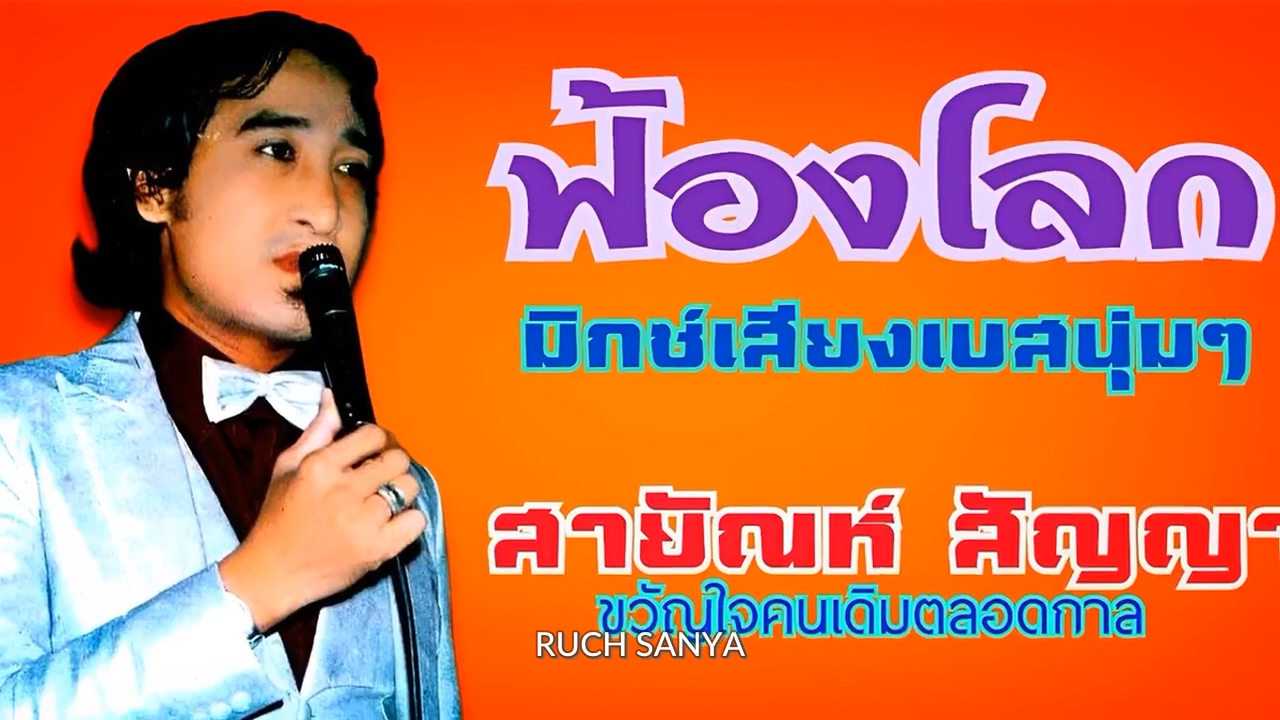 ฟ้องโลก
มิกซ์เสียงเบสนุ่มๆ
สายัณห์ สัญญา
ขวัญใจคนเดิมตลอดกาล
RUCH SANYA